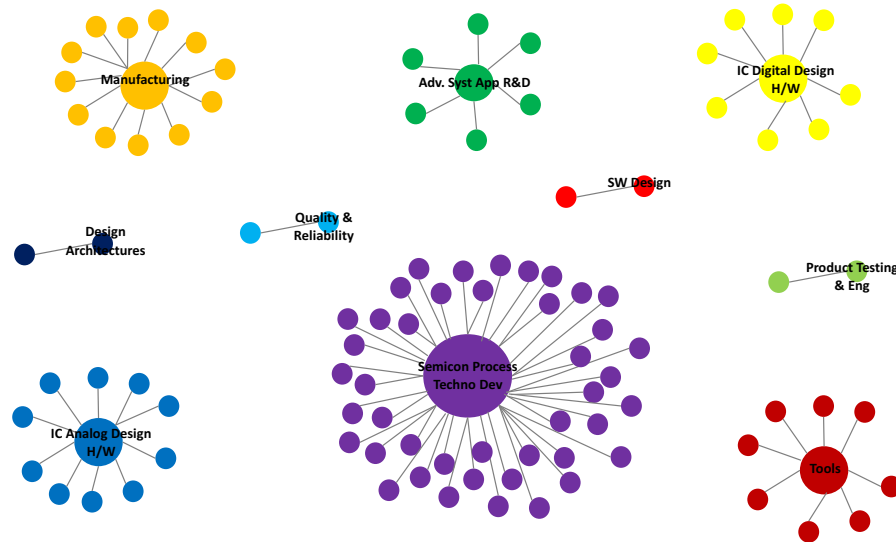 Manufacturing
Adv. Syst App R&D
IC Digital Design
H/W
SW Design
Quality &
Reliability
Design
Architectures
Product Testing
& Eng
Semicon Process
Techno Dev
IC Analog Design
H/W
Tools